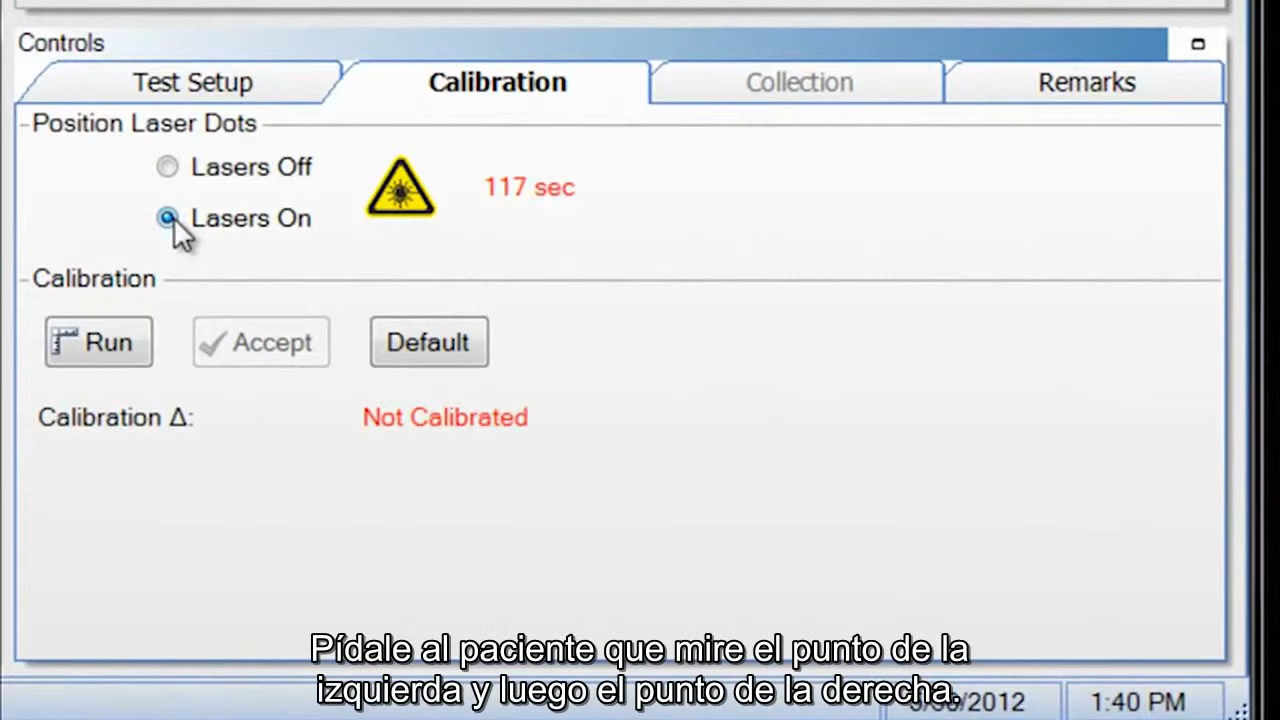 Controls
Test Setup
Calibration
Collection
Remarks
Position Laser Dots
Lasers Off
117 sec
Lasers On
Calibration
Run
Accept
Default
Calibration Δ:
Not Calibrated
Pídale al paciente que mire el punto de la
izquierda y luego el punto de la derecha.
1:40 PM